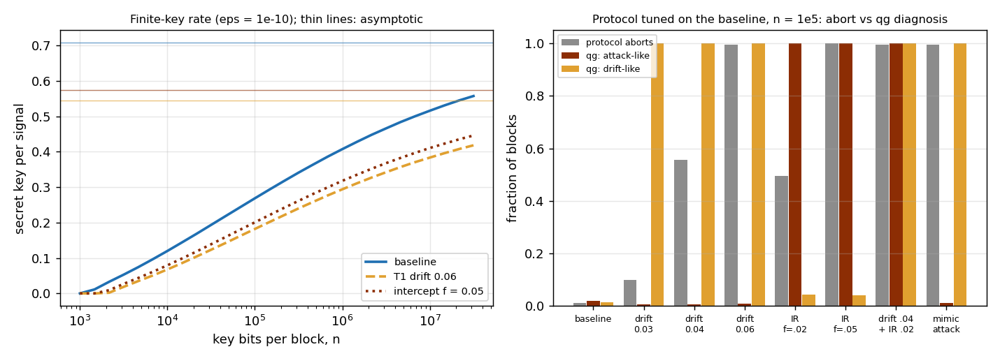 Finite-key rate (eps = 1e-10); thin lines: asymptotic
secret key per signal
0.7
0.6
0.5
0.4
0.3
0.2
0.1
0.0
10^3
10^4
10^5
10^6
10^7
key bits per block, n
baseline
T1 drift 0.06
intercept f = 0.05
Protocol tuned on the baseline, n = 1e5: abort vs qg diagnosis
fraction of blocks
1.0
0.8
0.6
0.4
0.2
0.0
protocol aborts
qg: attack-like
qg: drift-like
baseline
drift
0.03
drift
0.04
drift
0.06
IR
f=.02
IR
f=.05
drift .04
+ IR .02
mimic
attack